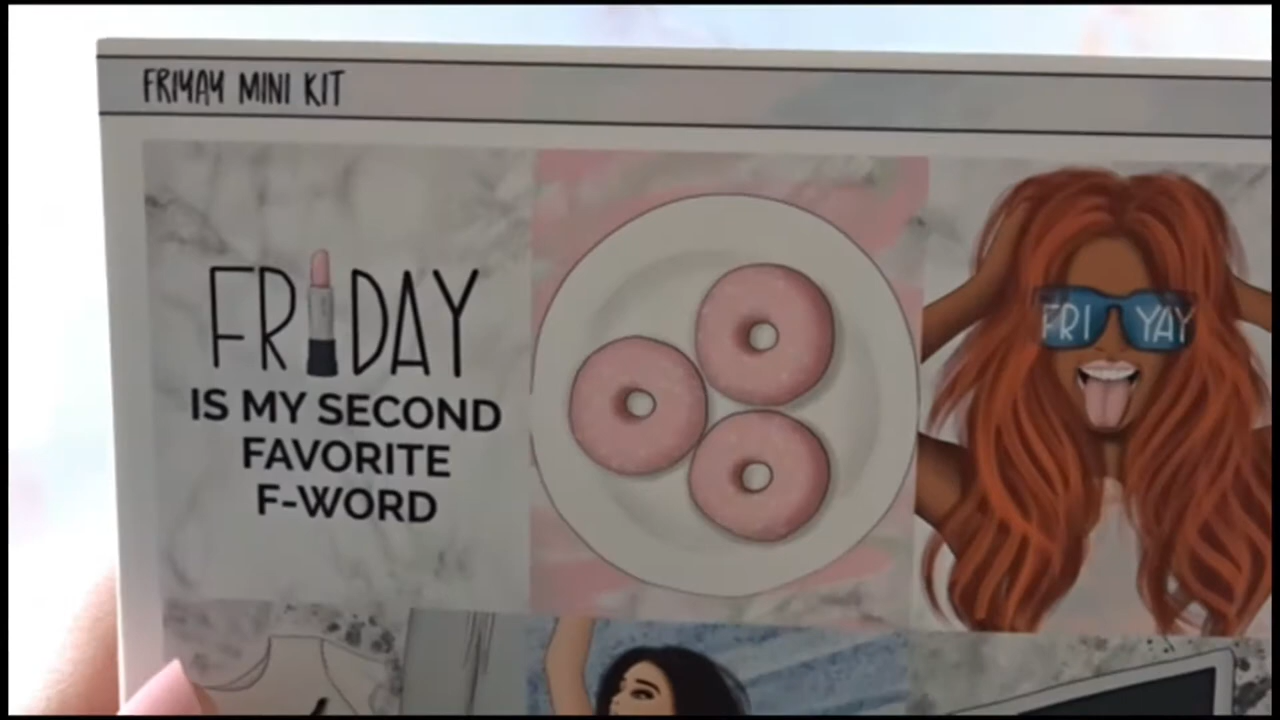 FRIYAY MINI KIT
FRIDAY
IS MY SECOND
FAVORITE
F-WORD
FRI YAY